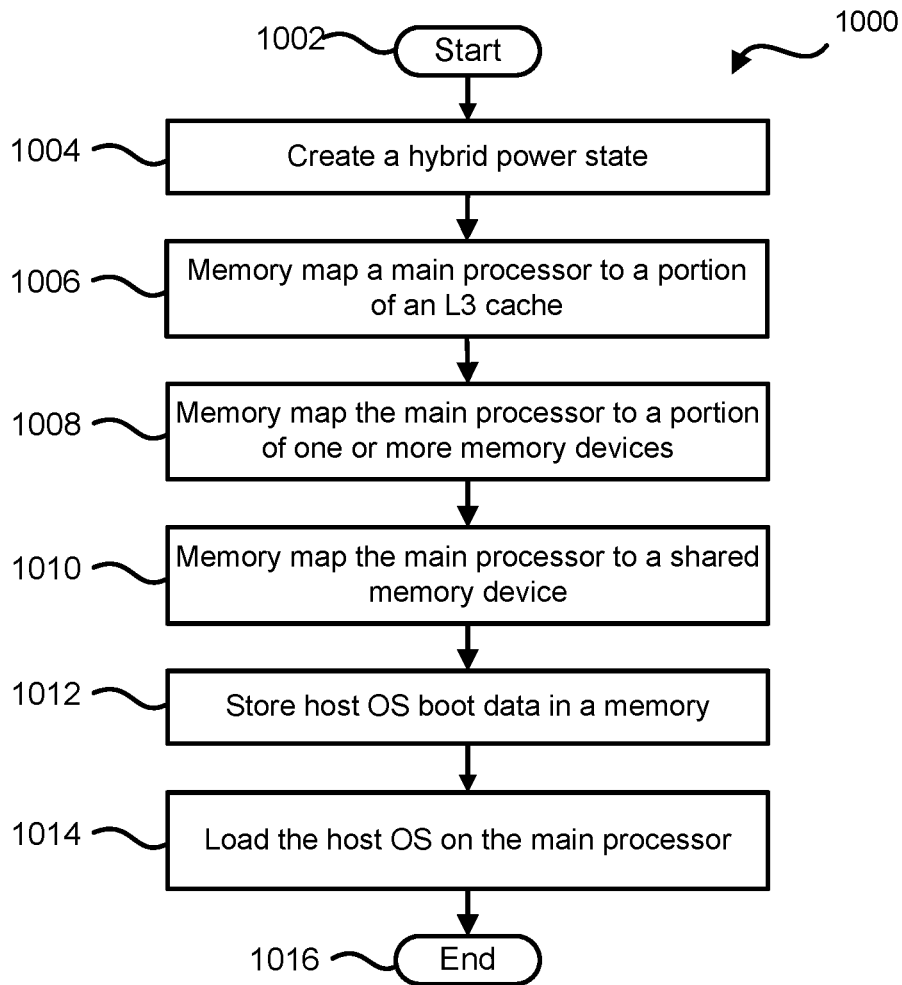 1000
1002
Start
1004
Create a hybrid power state
1006
Memory map a main processor to a portion
of an L3 cache
1008
Memory map the main processor to a portion
of one or more memory devices
1010
Memory map the main processor to a shared
memory device
1012
Store host OS boot data in a memory
1014
Load the host OS on the main processor
1016
End